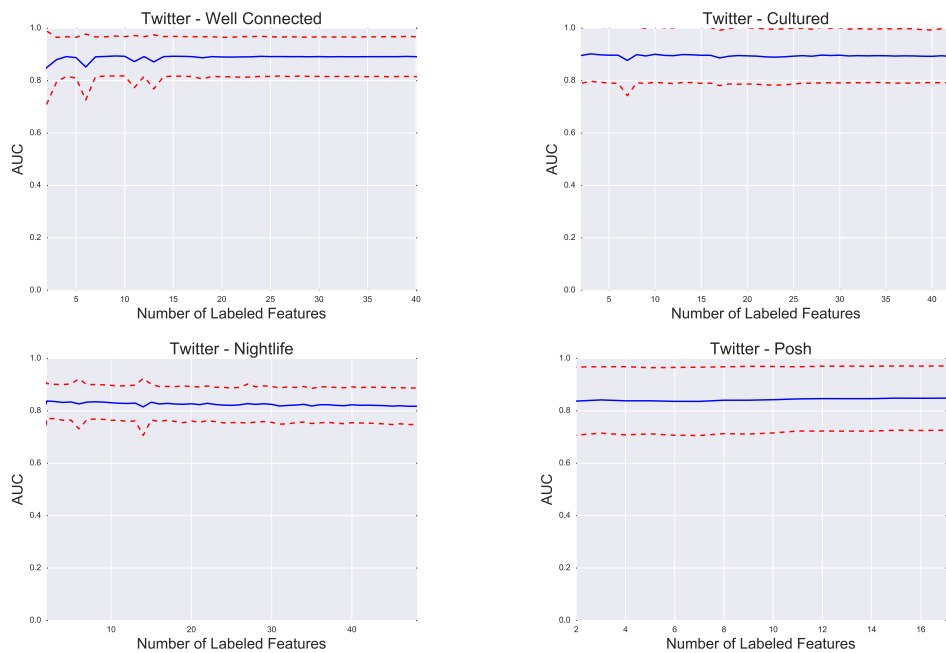 Twitter - Well Connected
1.0
0.8
0.6
0.4
0.2
0.0
AUC
5 10 15 20 25 30 35 40
Number of Labeled Features
Twitter - Cultured
1.0
0.8
0.6
0.4
0.2
0.0
AUC
5 10 15 20 25 30 35 40
Number of Labeled Features
Twitter - Nightlife
1.0
0.8
0.6
0.4
0.2
0.0
AUC
10 20 30 40
Number of Labeled Features
Twitter - Posh
1.0
0.8
0.6
0.4
0.2
0.0
AUC
2 4 6 8 10 12 14 16
Number of Labeled Features